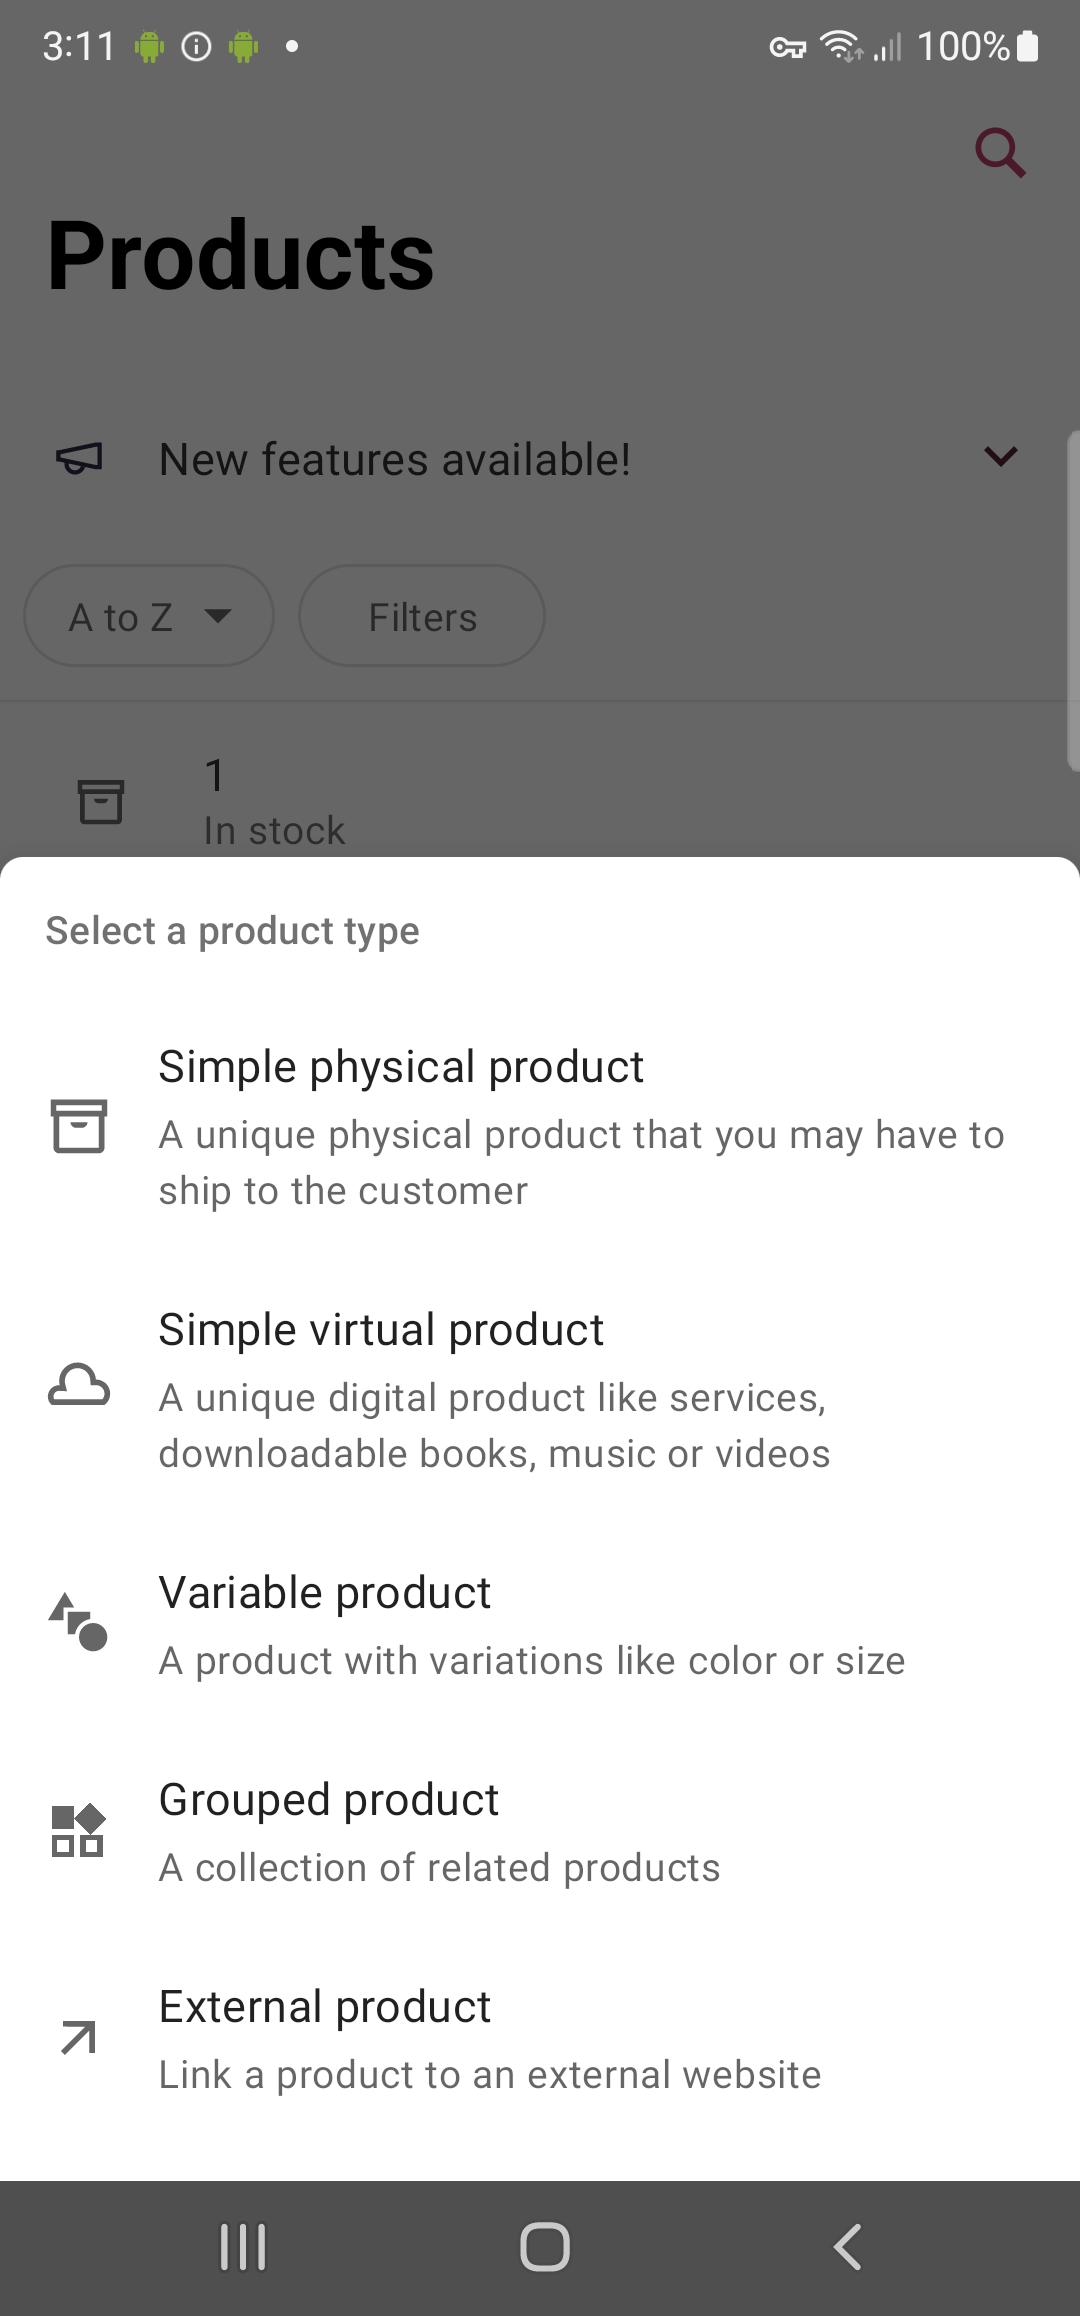 3:11
100%
Products
New features available!
A to Z
Filters
1
In stock
Select a product type
Simple physical product
A unique physical product that you may have to
ship to the customer
Simple virtual product
A unique digital product like services,
downloadable books, music or videos
Variable product
A product with variations like color or size
Grouped product
A collection of related products
External product
Link a product to an external website